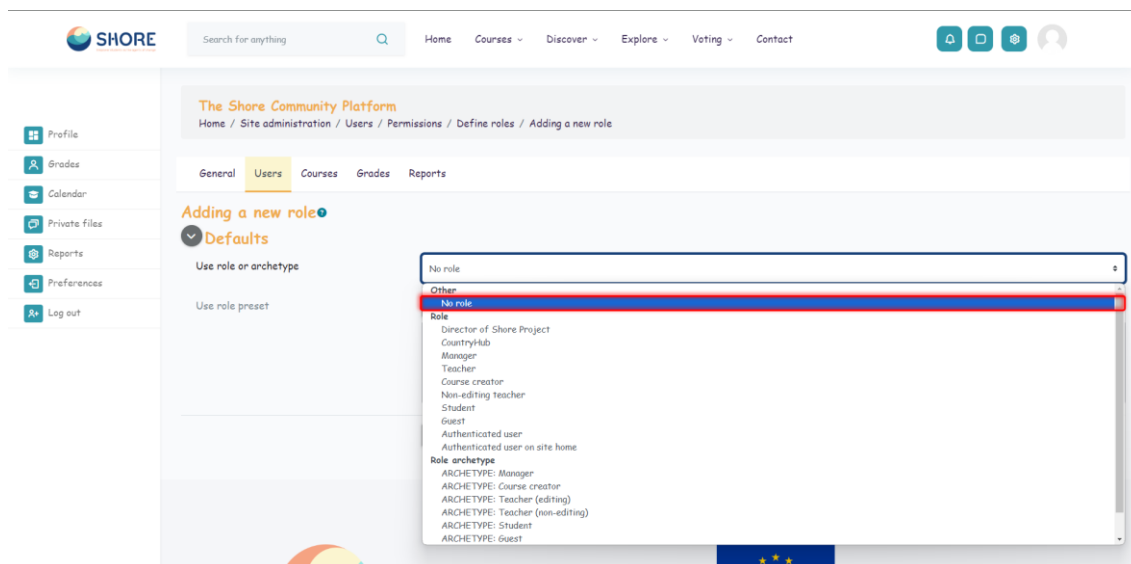 SHORE
Search for anything
Home Courses Discover Explore Voting Contact
The Shore Community Platform
Home / Site administration / Users / Permissions / Define roles / Adding a new role
Profile
Grades
Calendar
Private files
Reports
Preferences
Log out
General Users Courses Grades Reports
Adding a new role
Defaults
Use role or archetype
No role
Use role preset
Other
No role
Role
Director of Shore Project
CountryHub
Manager
Teacher
Course creator
Non-editing teacher
Student
Guest
Authenticated user
Authenticated user on site home
Role archetype
ARCHETYPE: Manager
ARCHETYPE: Course creator
ARCHETYPE: Teacher (editing)
ARCHETYPE: Teacher (non-editing)
ARCHETYPE: Student
ARCHETYPE: Guest